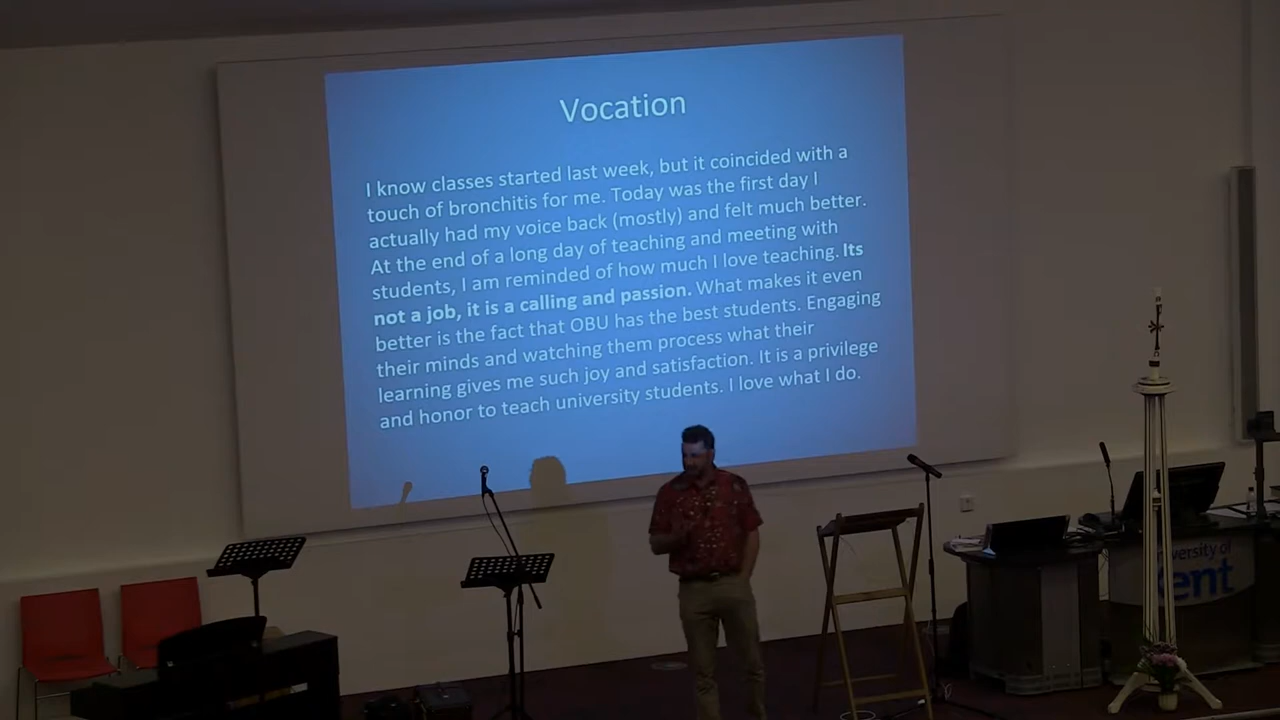 Vocation
I know classes started last week, but it coincided with a
touch of bronchitis for me. Today was the first day I
actually had my voice back (mostly) and felt much better.
At the end of a long day of teaching and meeting with
students, I am reminded of how much I love teaching. Its
not a job, it is a calling and passion. What makes it even
better is the fact that OBU has the best students. Engaging
their minds and watching them process what their
learning gives me such joy and satisfaction. It is a privilege
and honor to teach university students. I love what I do.
University of
Kent